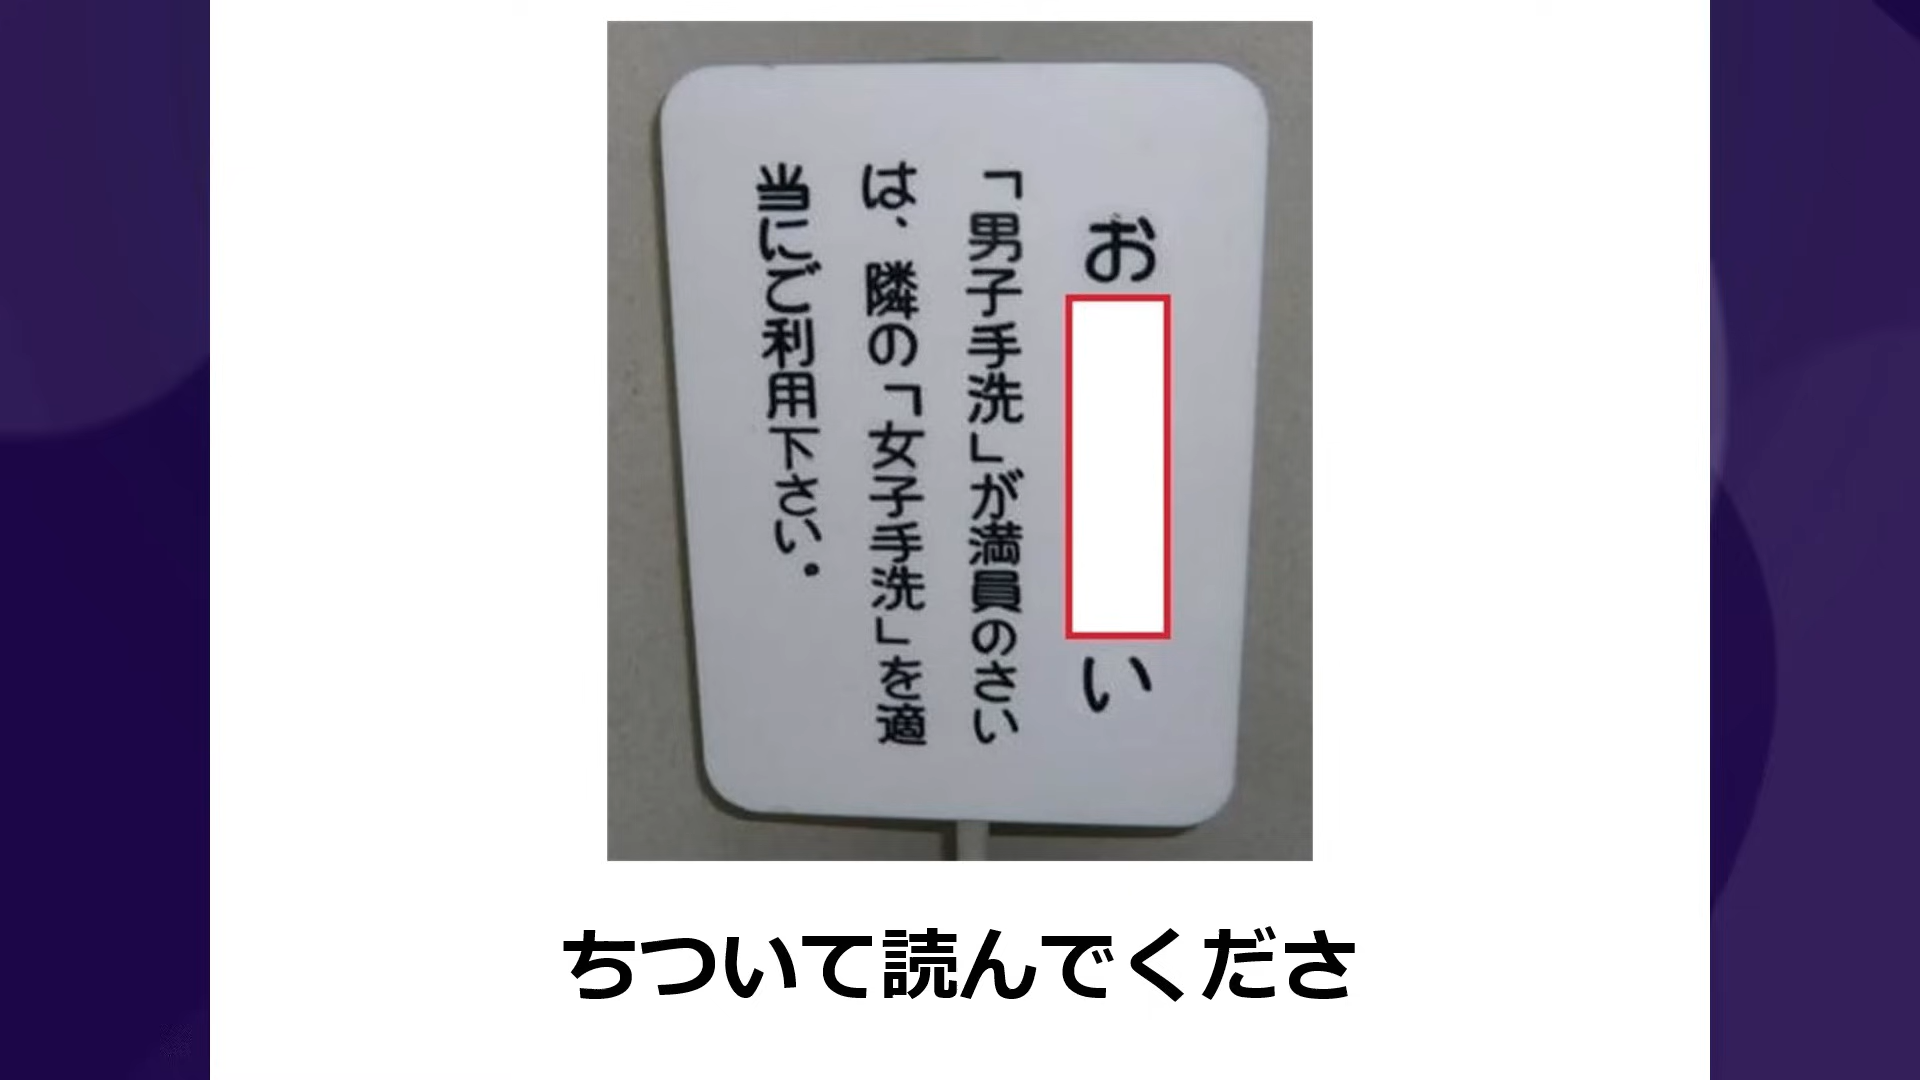 お い
「男子手洗」が満員のさい
は、隣の「女子手洗」を適
当にご利用下さい。
ちついて読んでくださ